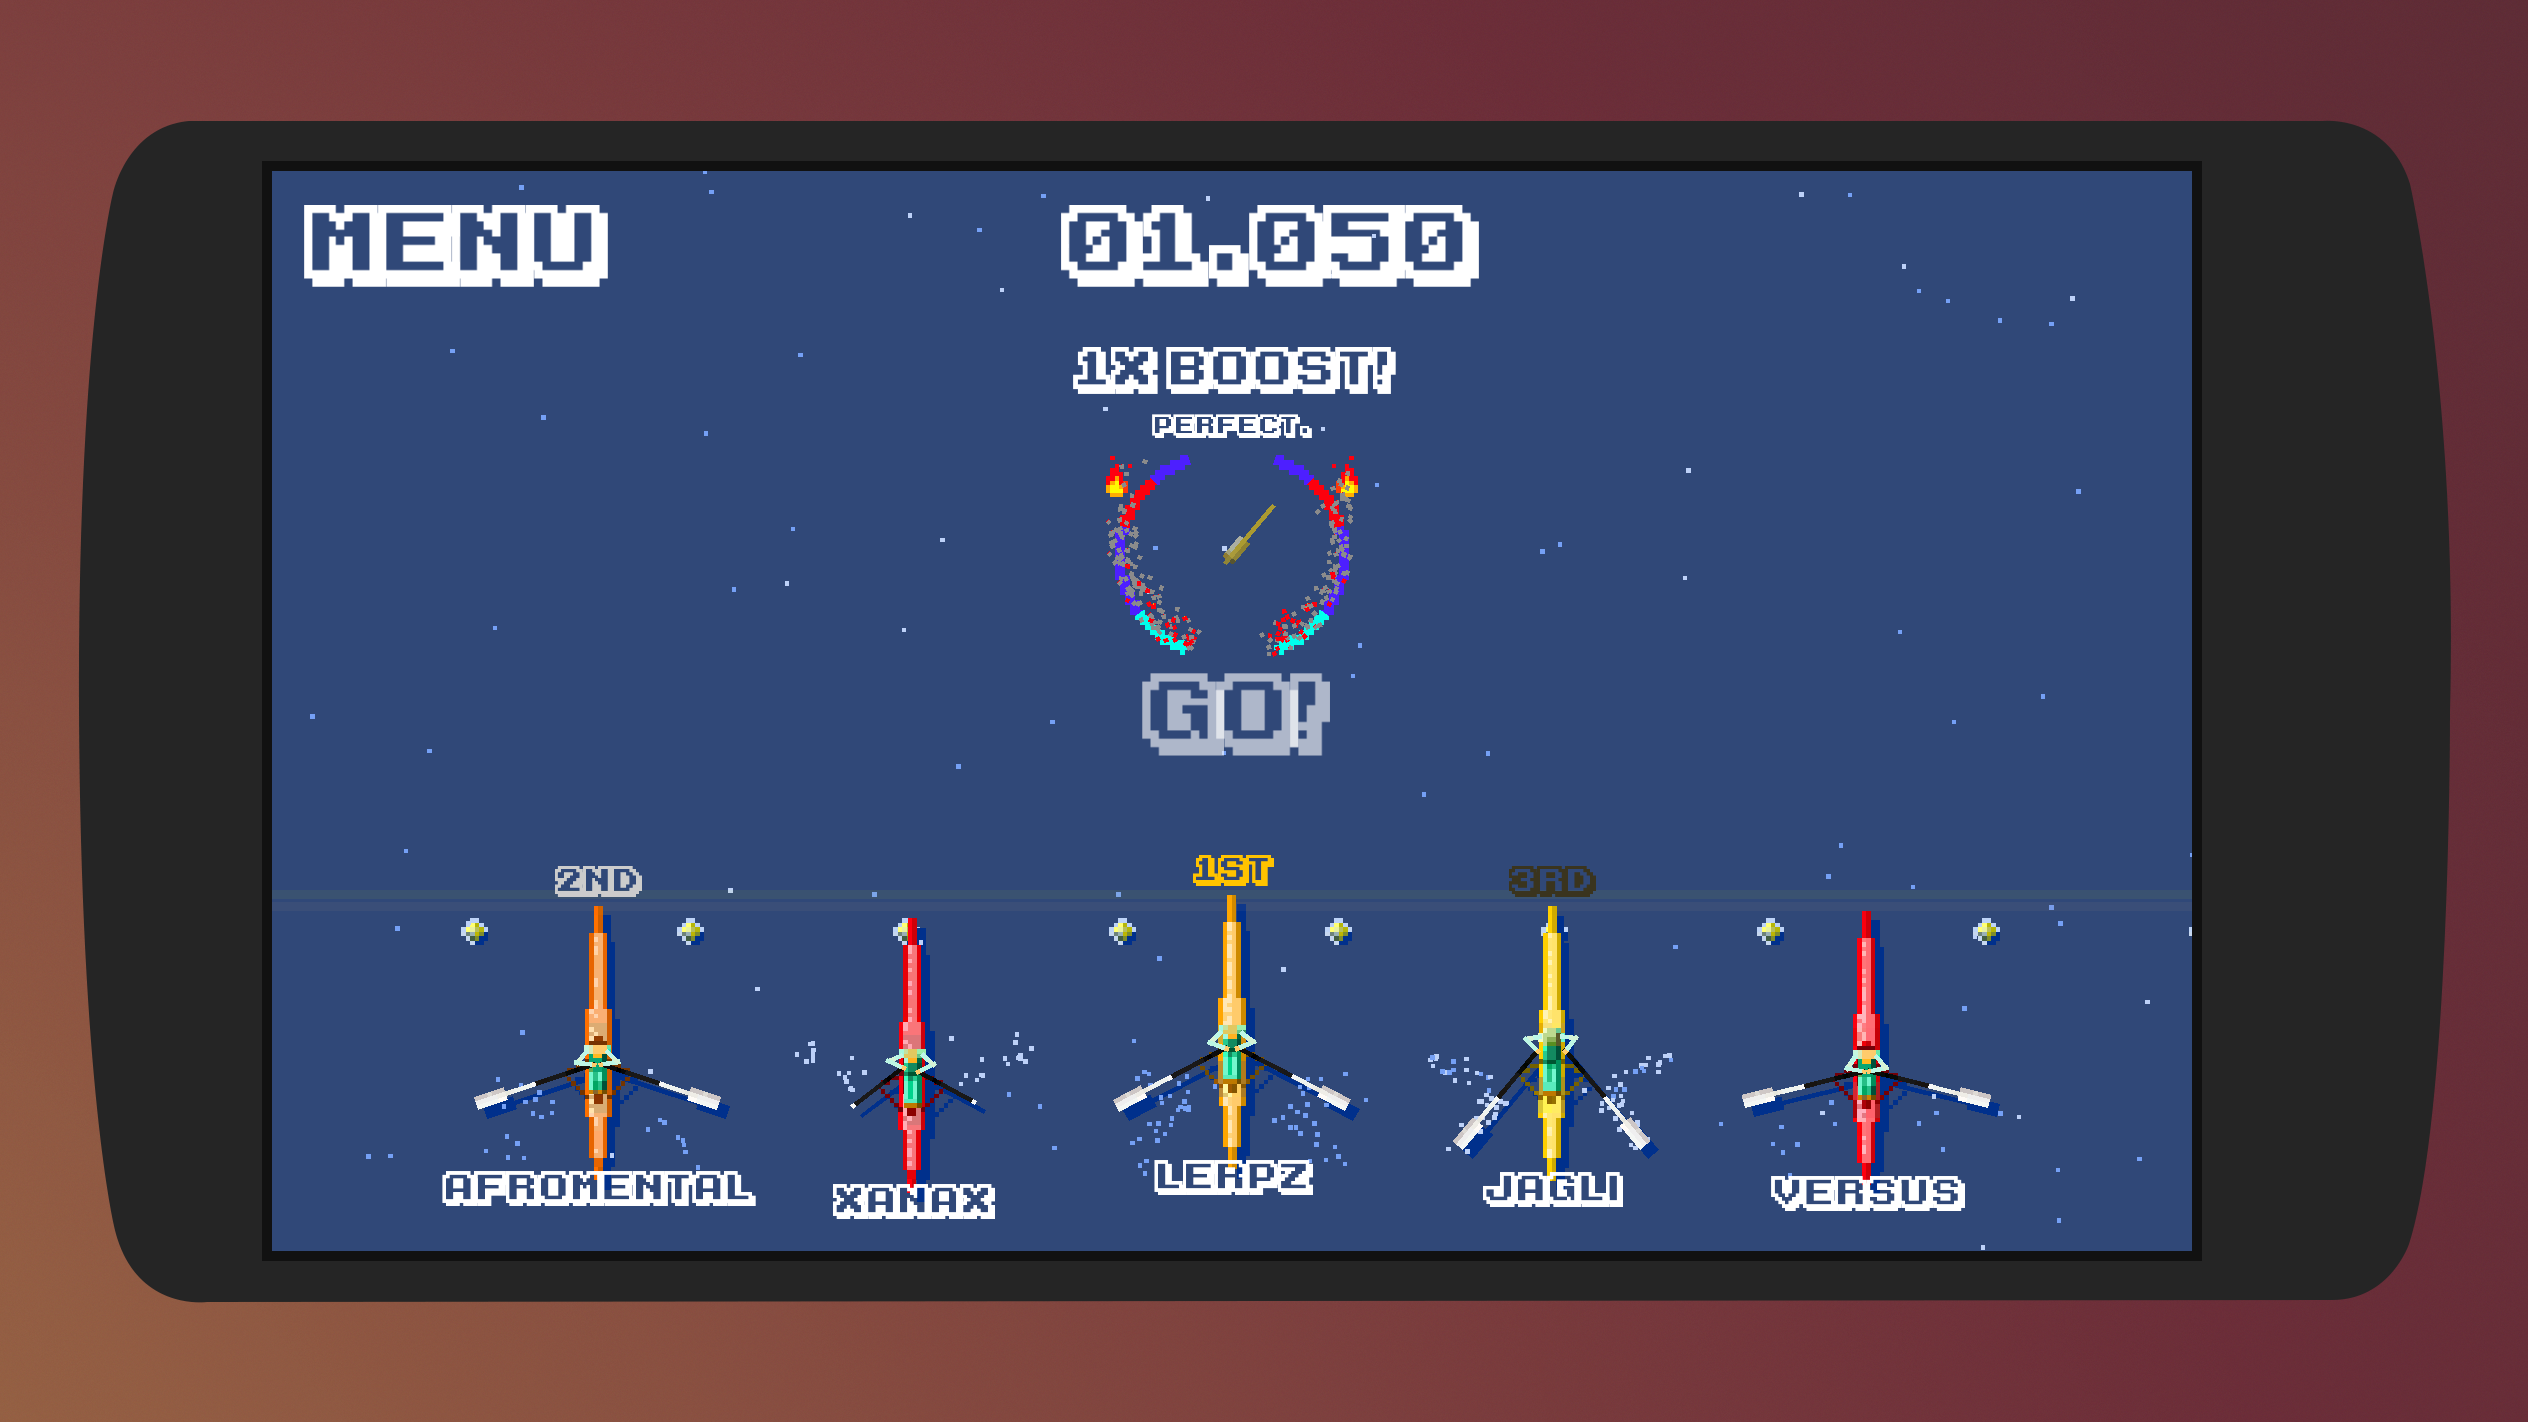 MENU
01.050
1X BOOST!
PERFECT.
GO!
2ND
1ST
3RD
AFROMENTAL
XANAX
LERPZ
JAGLI
VERSUS